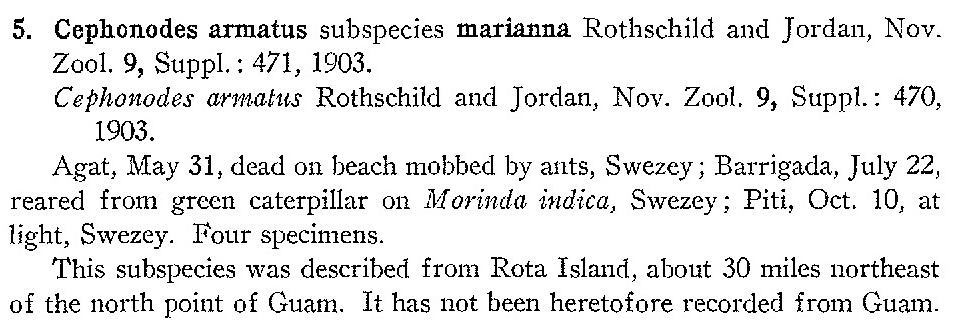 5. Cephonodes armatus subspecies marianna Rothschild and Jordan, Nov.
Zool. 9, Suppl.: 471, 1903.
Cephonodes armatus Rothschild and Jordan, Nov. Zool. 9, Suppl.: 470,
1903.
Agat, May 31, dead on beach mobbed by ants, Swezey; Barrigada, July 22,
reared from green caterpillar on Morinda indica, Swezey; Piti, Oct. 10, at
light, Swezey. Four specimens.
This subspecies was described from Rota Island, about 30 miles northeast
of the north point of Guam. It has not been heretofore recorded from Guam.